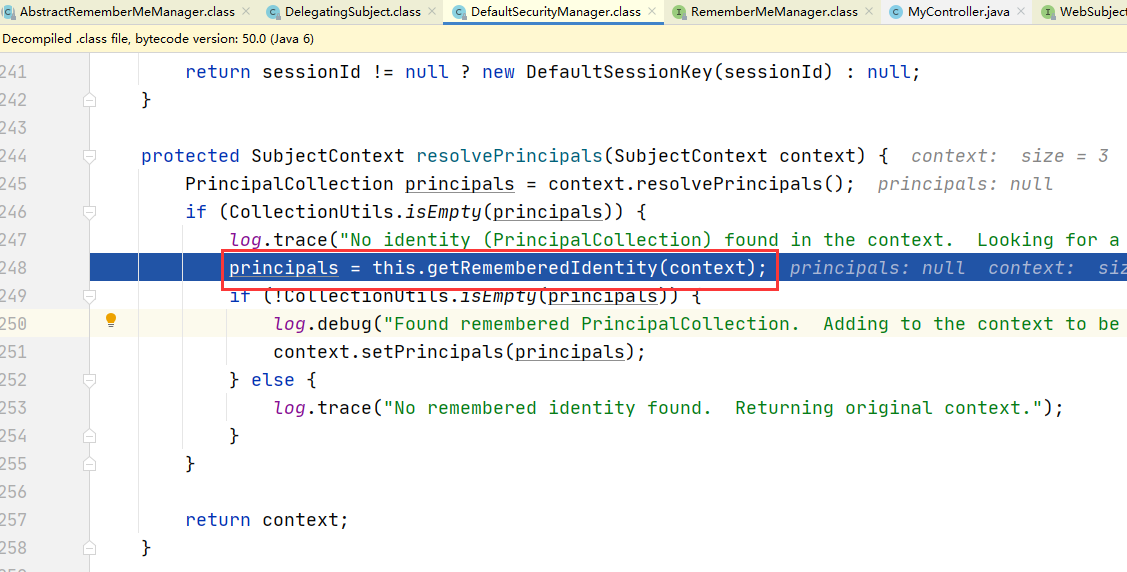 AbstractRememberMeManager.class × DelegatingSubject.class × DefaultSecurityManager.class × RememberMeManager.class × MyController.java × WebSubject
Decompiled .class file, bytecode version: 50.0 (Java 6)
241 return sessionId != null ? new DefaultSessionKey(sessionId) : null;
242 }
243
244 protected SubjectContext resolvePrincipals(SubjectContext context) { context: size = 3
245 PrincipalCollection principals = context.resolvePrincipals(); principals: null
246 if (CollectionUtils.isEmpty(principals)) {
247 log.trace("No identity (PrincipalCollection) found in the context. Looking for a
248 principals = this.getRememberedIdentity(context); principals: null context: siz
249 if (!CollectionUtils.isEmpty(principals)) {
250 log.debug("Found remembered PrincipalCollection. Adding to the context to be
251 context.setPrincipals(principals);
252 } else {
253 log.trace("No remembered identity found. Returning original context.");
254 }
255 }
256
257 return context;
258 }